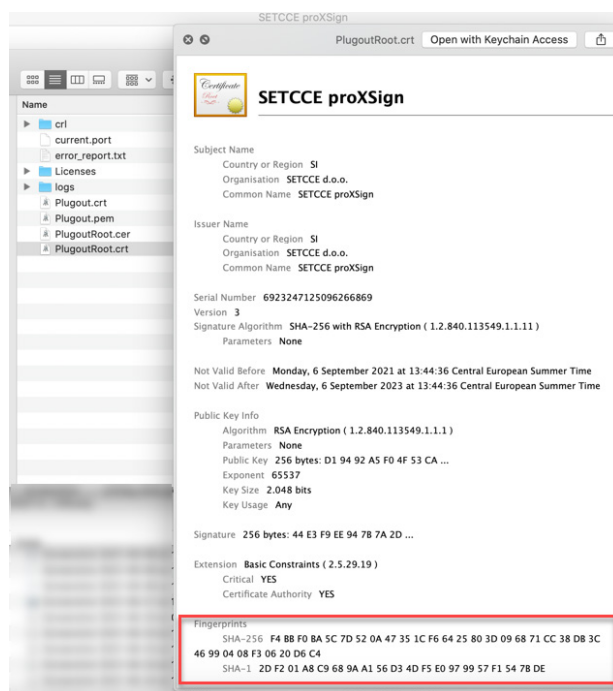 SETCCE proXSign
PlugoutRoot.crt
Open with Keychain Access
Name
crl
current.port
error_report.txt
Licenses
logs
Plugout.crt
Plugout.pem
PlugoutRoot.cer
PlugoutRoot.crt
Certificate
Root
SETCCE proXSign
Subject Name
Country or Region SI
Organisation SETCCE d.o.o.
Common Name SETCCE proXSign
Issuer Name
Country or Region SI
Organisation SETCCE d.o.o.
Common Name SETCCE proXSign
Serial Number 6923247125096266869
Version 3
Signature Algorithm SHA-256 with RSA Encryption ( 1.2.840.113549.1.1.11 )
Parameters None
Not Valid Before Monday, 6 September 2021 at 13:44:36 Central European Summer Time
Not Valid After Wednesday, 6 September 2023 at 13:44:36 Central European Summer Time
Public Key Info
Algorithm RSA Encryption ( 1.2.840.113549.1.1.1 )
Parameters None
Public Key 256 bytes: D1 94 92 A5 F0 4F 53 CA ...
Exponent 65537
Key Size 2.048 bits
Key Usage Any
Signature 256 bytes: 44 E3 F9 EE 94 7B 7A 2D ...
Extension Basic Constraints ( 2.5.29.19 )
Critical YES
Certificate Authority YES
Fingerprints
SHA-256 F4 BB F0 BA 5C 7D 52 0A 47 35 1C F6 64 25 80 3D 09 68 71 CC 38 DB 3C
46 99 04 08 F3 06 20 D6 C4
SHA-1 2D F2 01 A8 C9 68 9A A1 56 D3 4D F5 E0 97 99 57 F1 54 7B DE